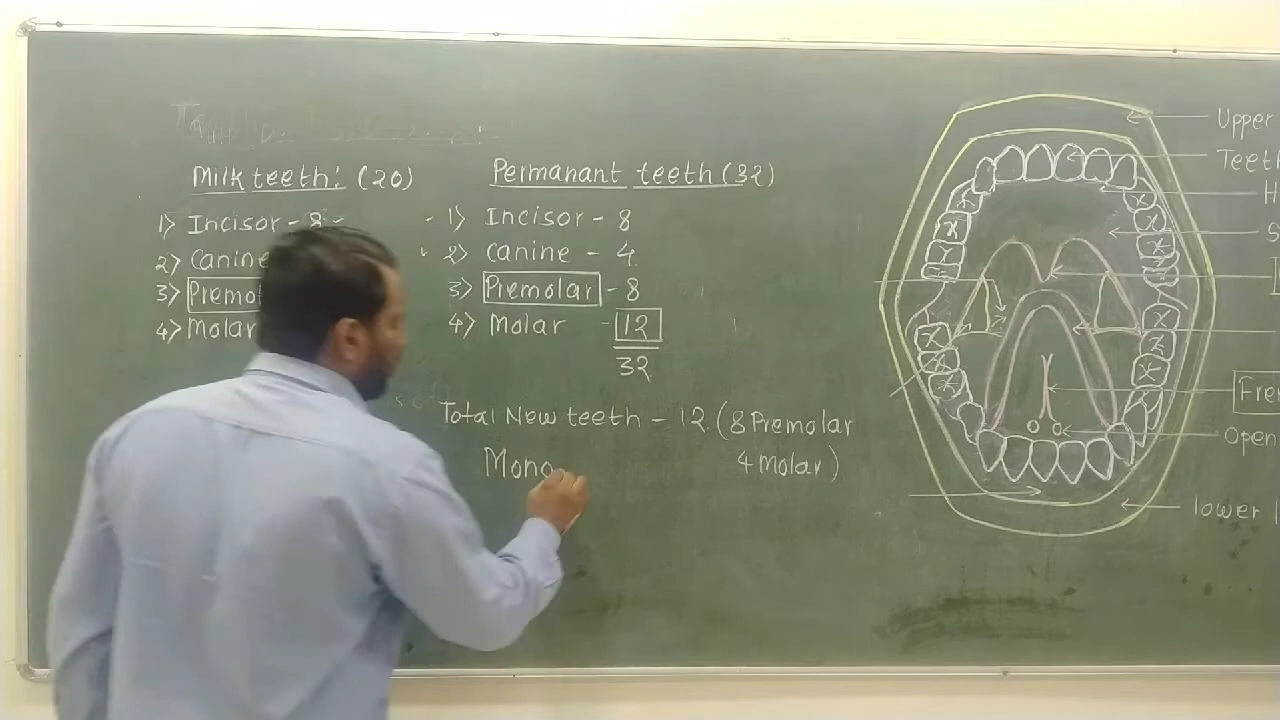 Milk teeth: (20)
1) Incisor - 8
2) Canine
3) Premo
4) Molar
Permanant teeth (32)
1) Incisor - 8
2) Canine - 4
3) Premolar - 8
4) Molar - 12
32
Total New teeth - 12 (8 Premolar
4 Molar)
Mono
Upper
Teeth
H
S
Fre
Open
lower